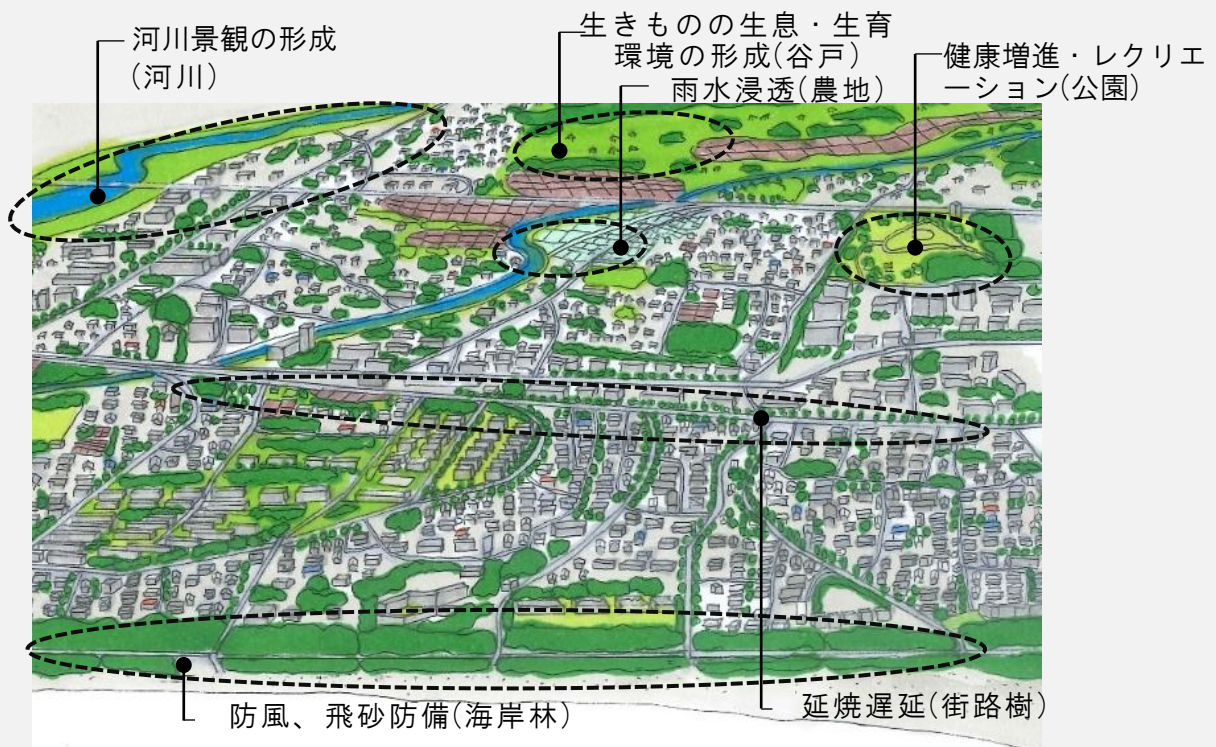 河川景観の形成
(河川)
生きものの生息・生育
環境の形成(谷戸)
雨水浸透(農地)
健康増進・レクリエ
ーション(公園)
防風、飛砂防備(海岸林)
延焼遅延(街路樹)